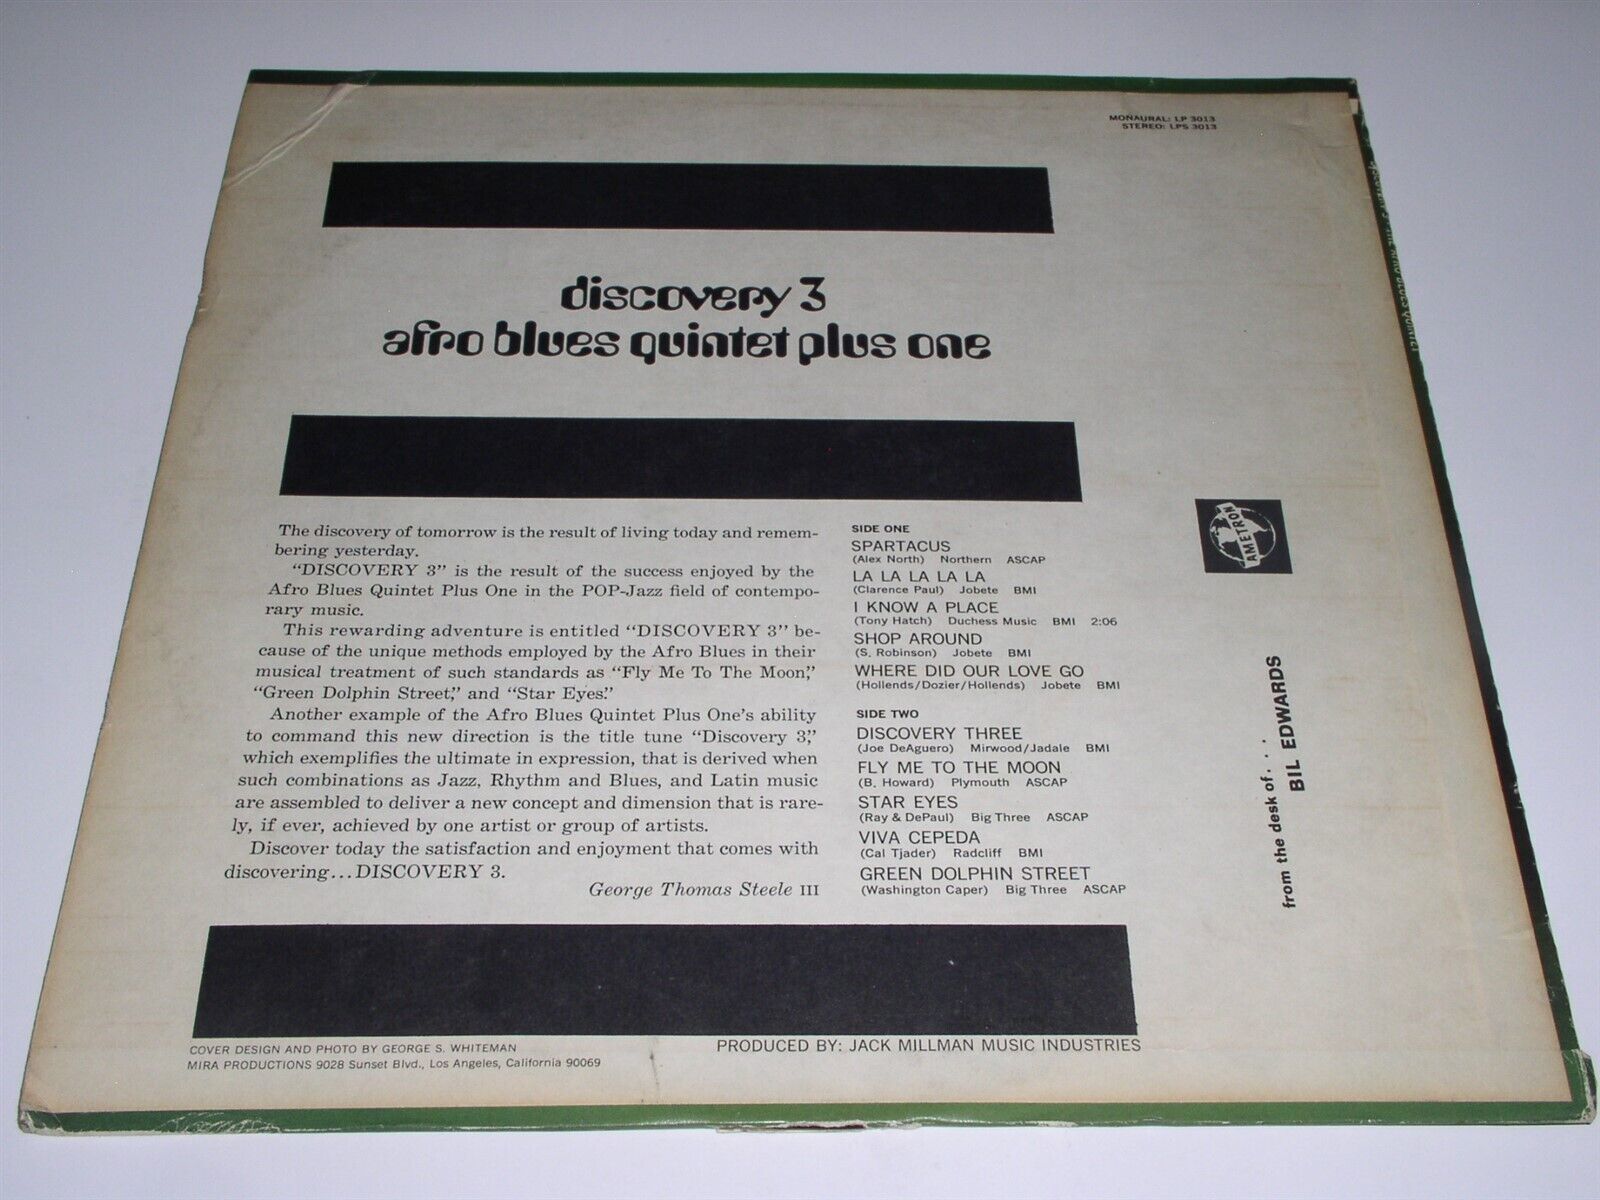 MONAURAL: LP 3013
STEREO: LPS 3013
discovery 3
afro blues quintet plus one
The discovery of tomorrow is the result of living today and remem-
bering yesterday.
"DISCOVERY 3" is the result of the success enjoyed by the
Afro Blues Quintet Plus One in the POP-Jazz field of contempo-
rary music.
This rewarding adventure is entitled "DISCOVERY 3" be-
cause of the unique methods employed by the Afro Blues in their
musical treatment of such standards as "Fly Me To The Moon,"
"Green Dolphin Street," and "Star Eyes."
Another example of the Afro Blues Quintet Plus One's ability
to command this new direction is the title tune "Discovery 3,"
which exemplifies the ultimate in expression, that is derived when
such combinations as Jazz, Rhythm and Blues, and Latin music
are assembled to deliver a new concept and dimension that is rare-
ly, if ever, achieved by one artist or group of artists.
Discover today the satisfaction and enjoyment that comes with
discovering...DISCOVERY 3.
George Thomas Steele III
SIDE ONE
SPARTACUS
(Alex North) Northern ASCAP
LA LA LA LA LA
(Clarence Paul) Jobete BMI
I KNOW A PLACE
(Tony Hatch) Duchess Music BMI 2:06
SHOP AROUND
(S. Robinson) Jobete BMI
WHERE DID OUR LOVE GO
(Hollends/Dozier/Hollends) Jobete BMI
SIDE TWO
DISCOVERY THREE
(Joe DeAguero) Mirwood/Jadale BMI
FLY ME TO THE MOON
(B. Howard) Plymouth ASCAP
STAR EYES
(Ray & DePaul) Big Three ASCAP
VIVA CEPEDA
(Cal Tjader) Radcliff BMI
GREEN DOLPHIN STREET
(Washington Caper) Big Three ASCAP
AMETRON
from the desk of...
BIL EDWARDS
COVER DESIGN AND PHOTO BY GEORGE S. WHITEMAN
MIRA PRODUCTIONS 9028 Sunset Blvd., Los Angeles, California 90069
PRODUCED BY: JACK MILLMAN MUSIC INDUSTRIES